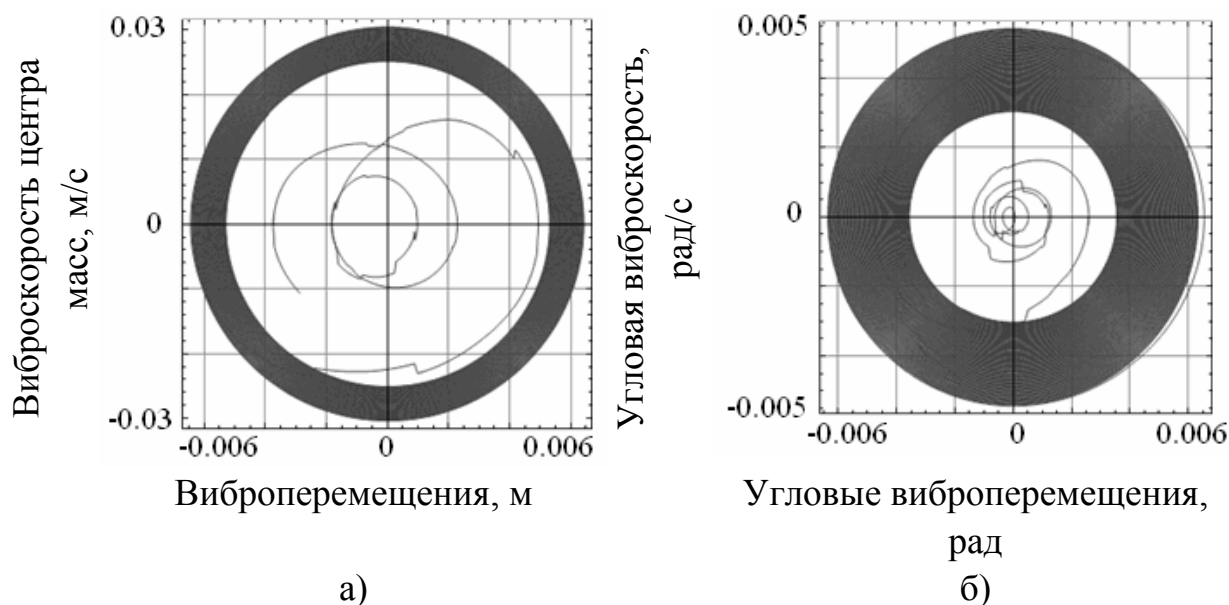 Виброскорость центра
масс, м/с
0.03
0
-0.03
-0.006
0
0.006
Виброперемещения, м
а)
Угловая виброскорость,
рад/с
0.005
0
-0.005
-0.006
0
0.006
Угловые виброперемещения,
рад
б)